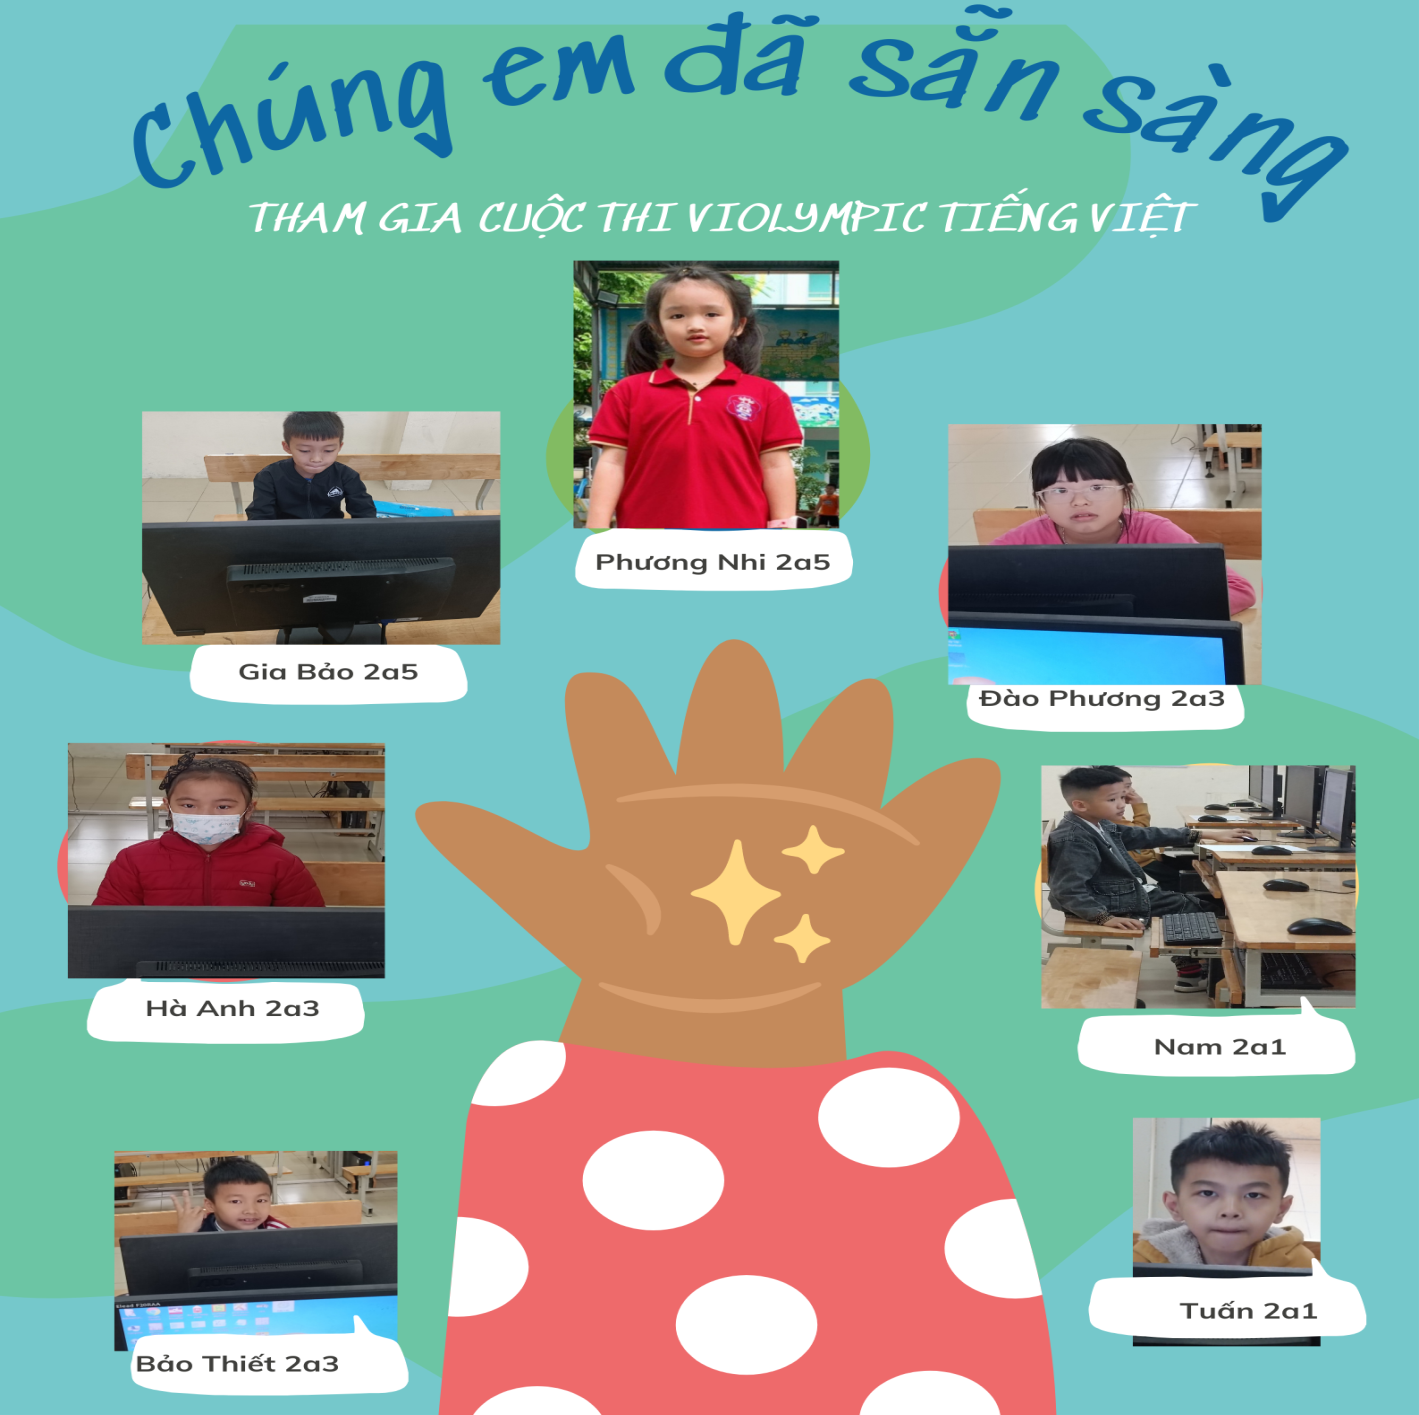 Chúng em đã sẵn sàng
THAM GIA CUỘC THI VIOLYMPIC TIẾNG VIỆT
Phương Nhi 2a5
Gia Bảo 2a5
Đào Phương 2a3
Hà Anh 2a3
Nam 2a1
Tuấn 2a1
Bảo Thiết 2a3